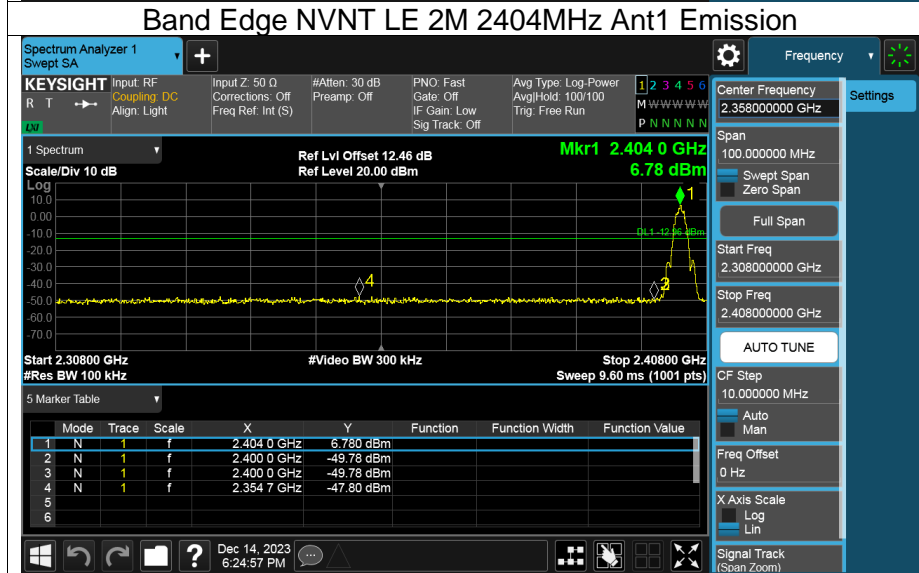 Band Edge NVNT LE 2M 2404MHz Ant1 Emission
Spectrum Analyzer 1
Swept SA
+
Frequency
KEYSIGHT
R T
LXI
Input: RF
Coupling: DC
Align: Light
Input Z: 50 Ω
Corrections: Off
Freq Ref: Int (S)
#Atten: 30 dB
Preamp: Off
PNO: Fast
Gate: Off
IF Gain: Low
Sig Track: Off
Avg Type: Log-Power
Avg|Hold: 100/100
Trig: Free Run
1 2 3 4 5 6
M W W W W W
P N N N N N
Center Frequency
2.358000000 GHz
Settings
1 Spectrum
Scale/Div 10 dB
Ref Lvl Offset 12.46 dB
Ref Level 20.00 dBm
Mkr1 2.404 0 GHz
6.78 dBm
Span
100.000000 MHz
Swept Span
Zero Span
Full Span
Start Freq
2.308000000 GHz
Stop Freq
2.408000000 GHz
AUTO TUNE
CF Step
10.000000 MHz
Auto
Man
Freq Offset
0 Hz
X Axis Scale
Log
Lin
Signal Track
(Span Zoom)
Log
10.0
0.00
-10.0
-20.0
-30.0
-40.0
-50.0
-60.0
-70.0
1
DL1 -12.96 dBm
4
Start 2.30800 GHz
#Res BW 100 kHz
#Video BW 300 kHz
Stop 2.40800 GHz
Sweep 9.60 ms (1001 pts)
5 Marker Table
Mode Trace Scale X Y Function Function Width Function Value
1 N 1 f 2.404 0 GHz 6.780 dBm
2 N 1 f 2.400 0 GHz -49.78 dBm
3 N 1 f 2.400 0 GHz -49.78 dBm
4 N 1 f 2.354 7 GHz -47.80 dBm
5
6
?
Dec 14, 2023
6:24:57 PM